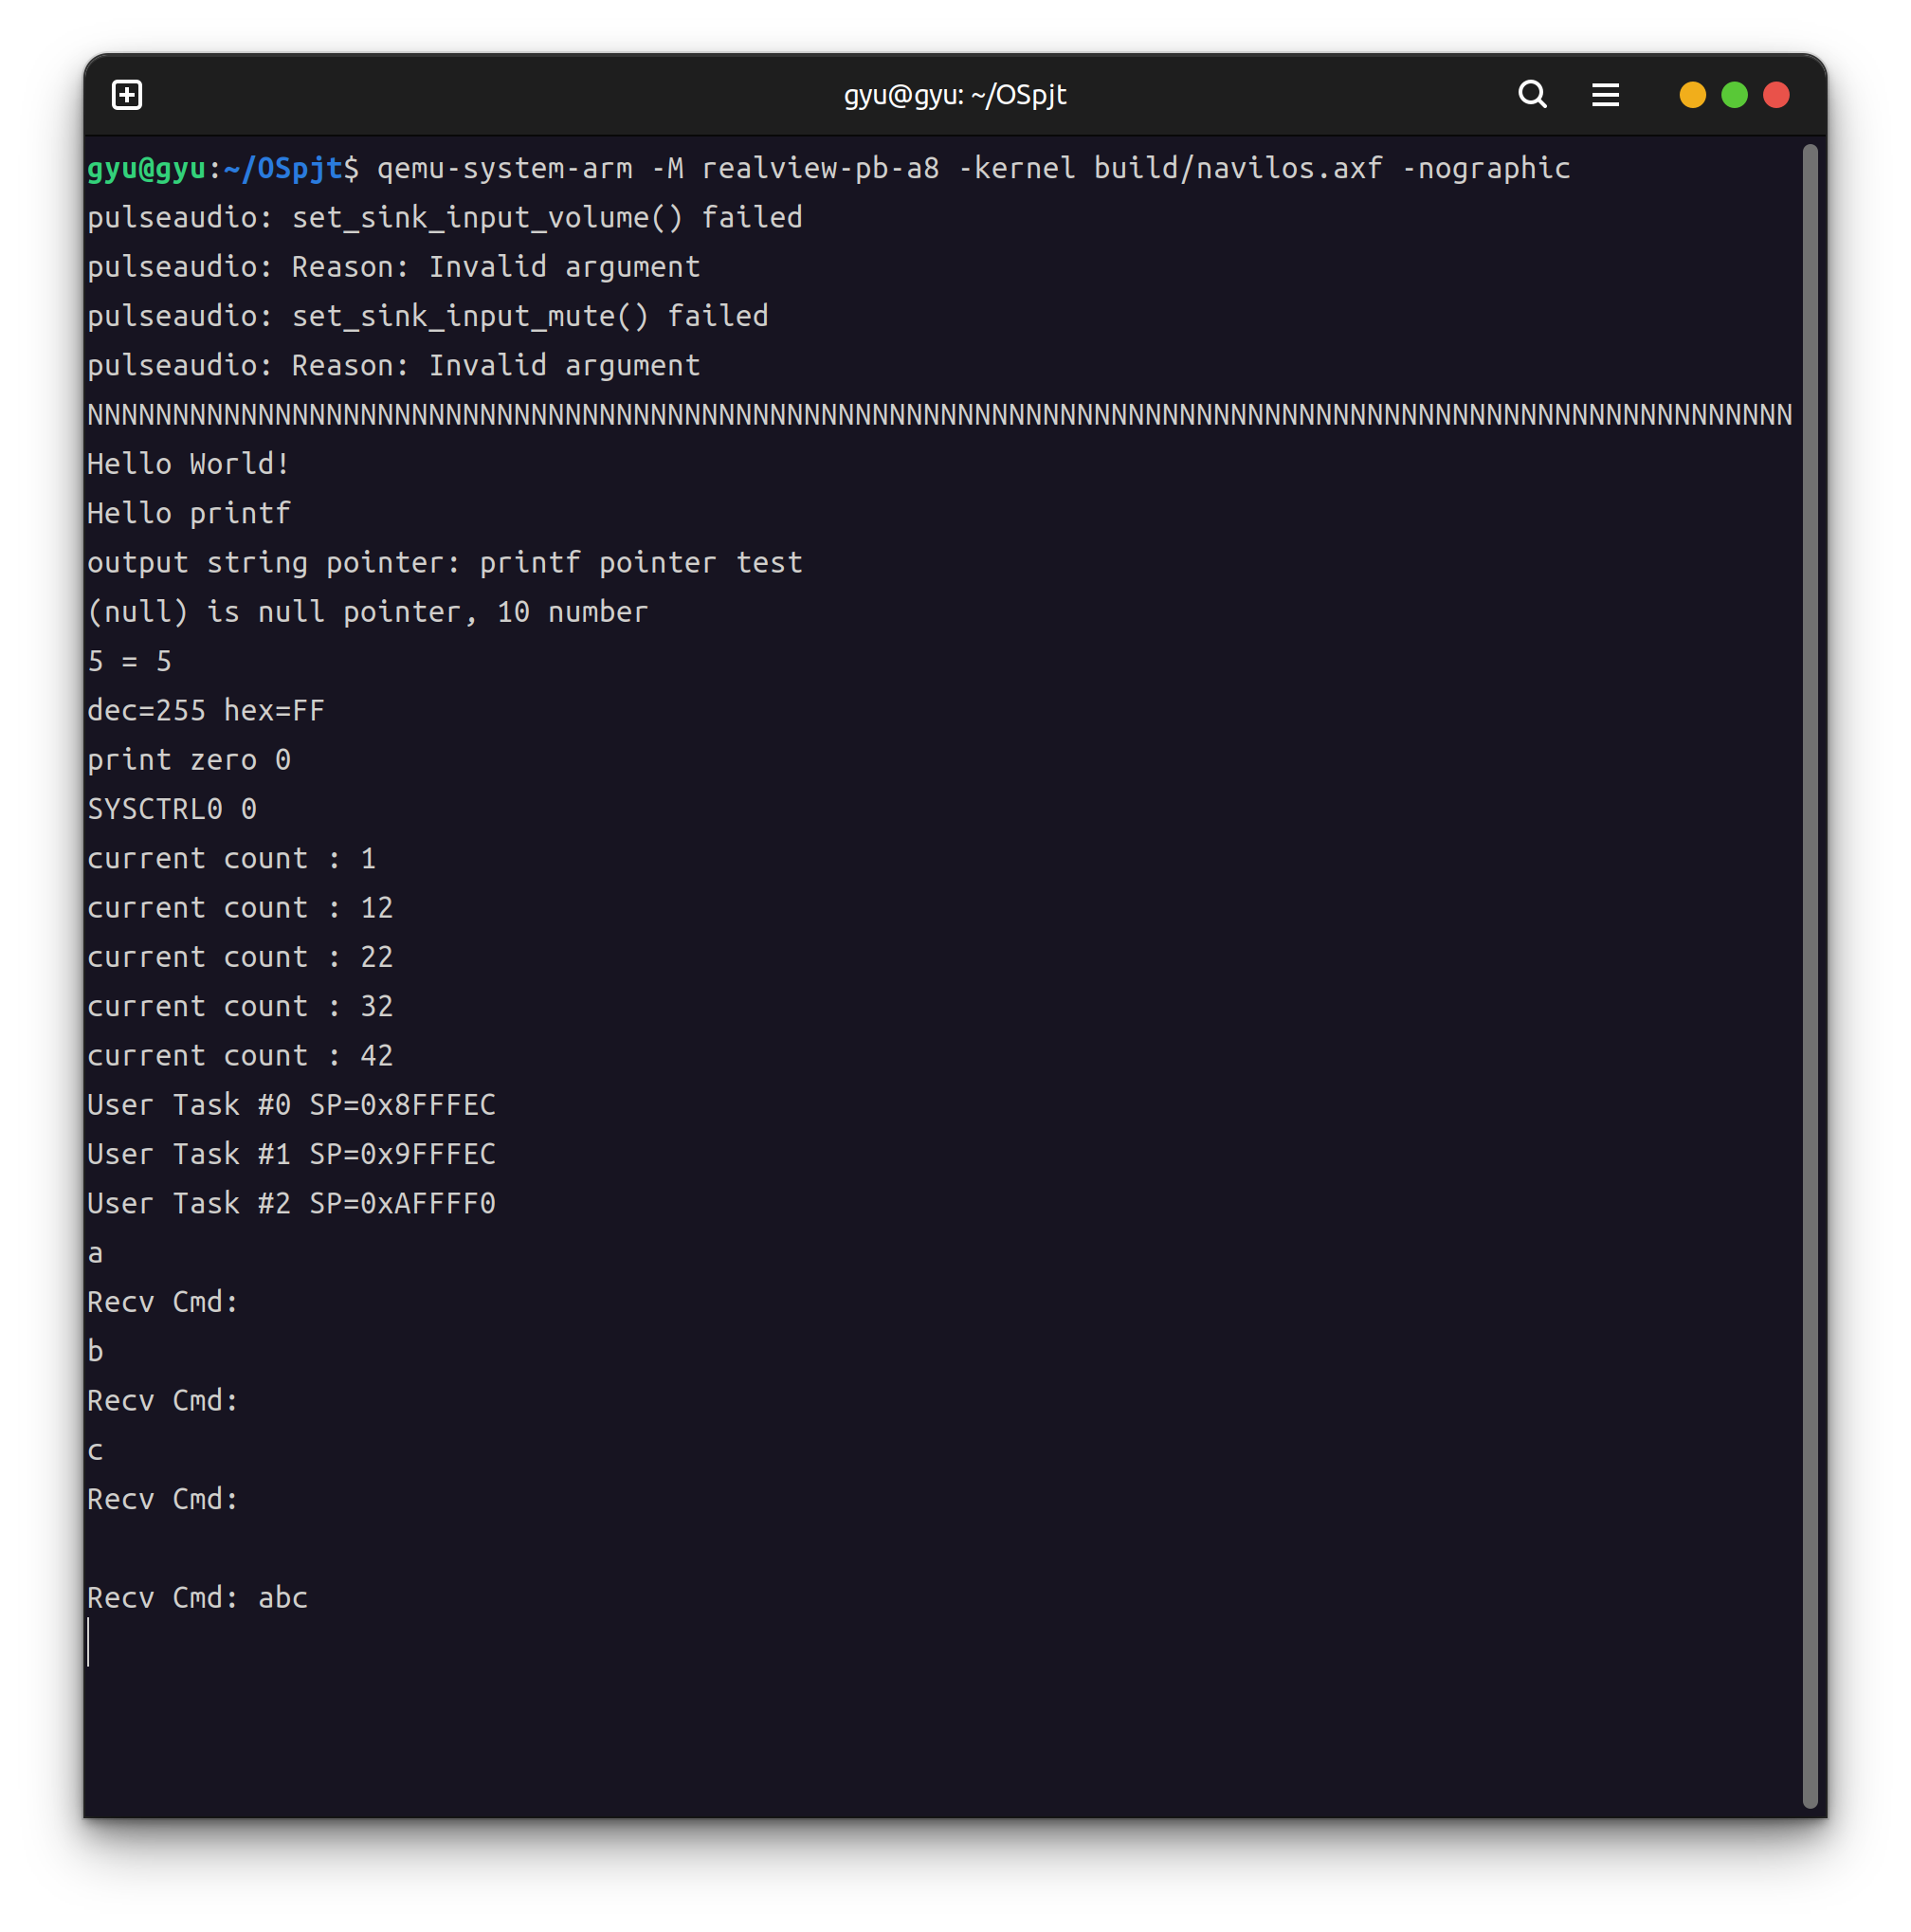 gyu@gyu: ~/OSpjt
gyu@gyu:~/OSpjt$ qemu-system-arm -M realview-pb-a8 -kernel build/navilos.axf -nographic
pulseaudio: set_sink_input_volume() failed
pulseaudio: Reason: Invalid argument
pulseaudio: set_sink_input_mute() failed
pulseaudio: Reason: Invalid argument
NNNNNNNNNNNNNNNNNNNNNNNNNNNNNNNNNNNNNNNNNNNNNNNNNNNNNNNNNNNNNNNNNNNNNNNNNNNNNNNNNNNNNNNNNNNNNNNNNNNN
Hello World!
Hello printf
output string pointer: printf pointer test
(null) is null pointer, 10 number
5 = 5
dec=255 hex=FF
print zero 0
SYSCTRL0 0
current count : 1
current count : 12
current count : 22
current count : 32
current count : 42
User Task #0 SP=0x8FFFEC
User Task #1 SP=0x9FFFEC
User Task #2 SP=0xAFFFF0
a
Recv Cmd:
b
Recv Cmd:
c
Recv Cmd:
Recv Cmd: abc